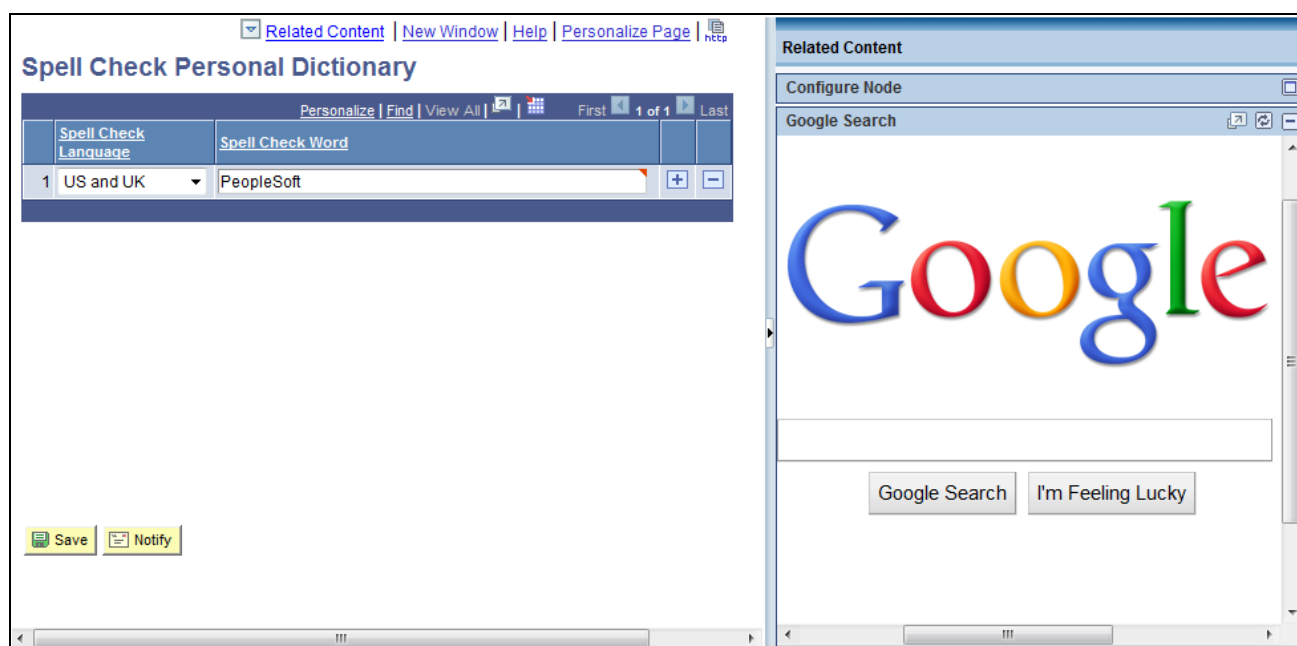 Related Content | New Window | Help | Personalize Page | http
Spell Check Personal Dictionary
Personalize | Find | View All | | First 1 of 1 Last
Spell Check Language Spell Check Word
1 US and UK PeopleSoft
Save Notify
Related Content
Configure Node
Google Search
Google
Google Search I'm Feeling Lucky